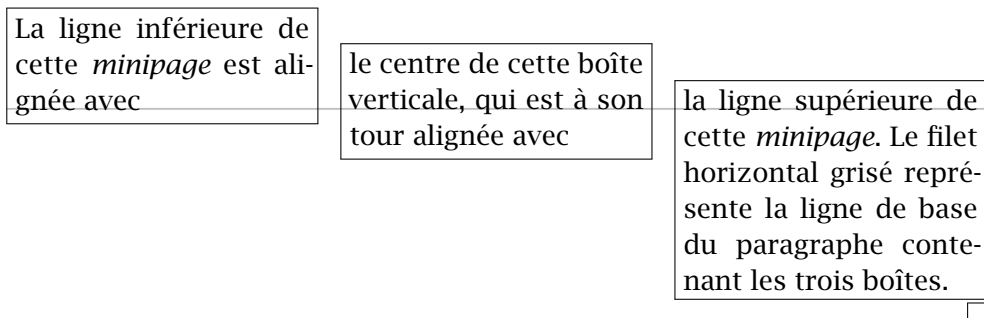 La ligne inférieure de
cette minipage est ali-
gnée avec
le centre de cette boîte
verticale, qui est à son
tour alignée avec
la ligne supérieure de
cette minipage. Le filet
horizontal grisé repré-
sente la ligne de base
du paragraphe conte-
nant les trois boîtes.